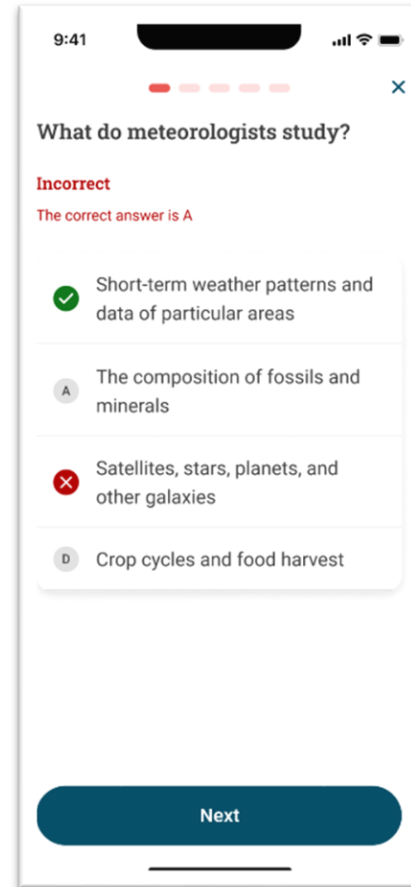 9:41
What do meteorologists study?
Incorrect
The correct answer is A
Short-term weather patterns and
data of particular areas
A
The composition of fossils and
minerals
Satellites, stars, planets, and
other galaxies
D
Crop cycles and food harvest
Next